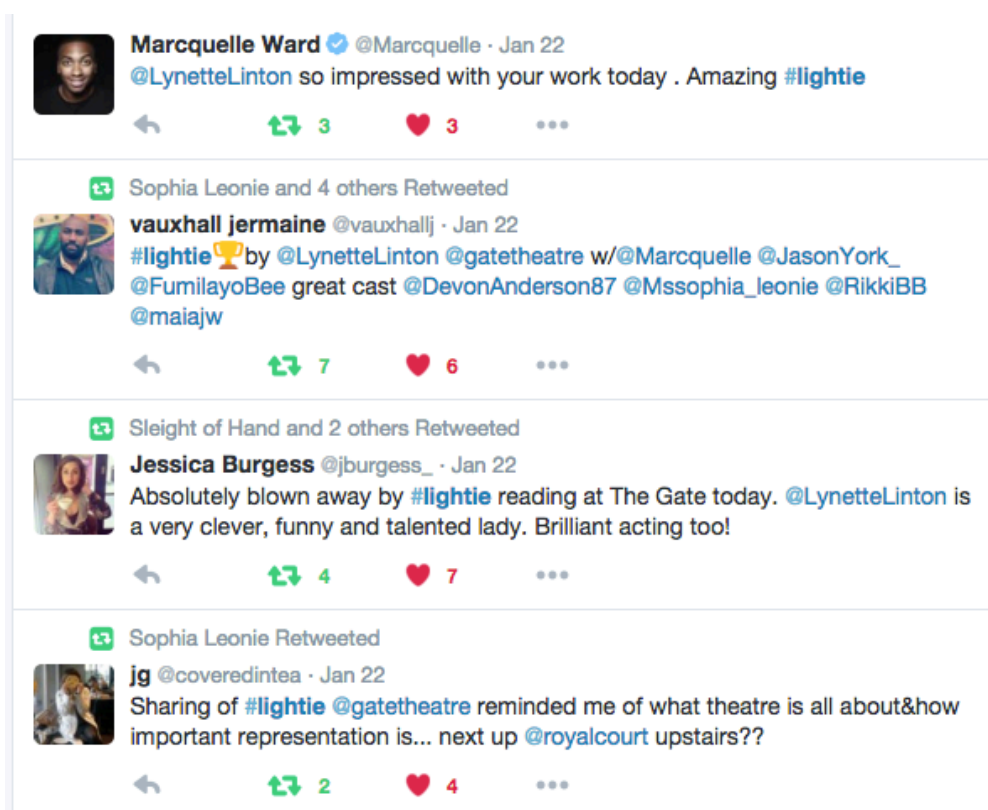 Marcquelle Ward @Marcquelle · Jan 22
@LynetteLinton so impressed with your work today . Amazing #lightie
3 3
Sophia Leonie and 4 others Retweeted
vauxhall jermaine @vauxhallj · Jan 22
#lightie🏆by @LynetteLinton @gatetheatre w/@Marcquelle @JasonYork_
@FumilayoBee great cast @DevonAnderson87 @Mssophia_leonie @RikkiBB
@maiajw
7 6
Sleight of Hand and 2 others Retweeted
Jessica Burgess @jburgess_ · Jan 22
Absolutely blown away by #lightie reading at The Gate today. @LynetteLinton is
a very clever, funny and talented lady. Brilliant acting too!
4 7
Sophia Leonie Retweeted
jg @coveredintea · Jan 22
Sharing of #lightie @gatetheatre reminded me of what theatre is all about&how
important representation is... next up @royalcourt upstairs??
2 4